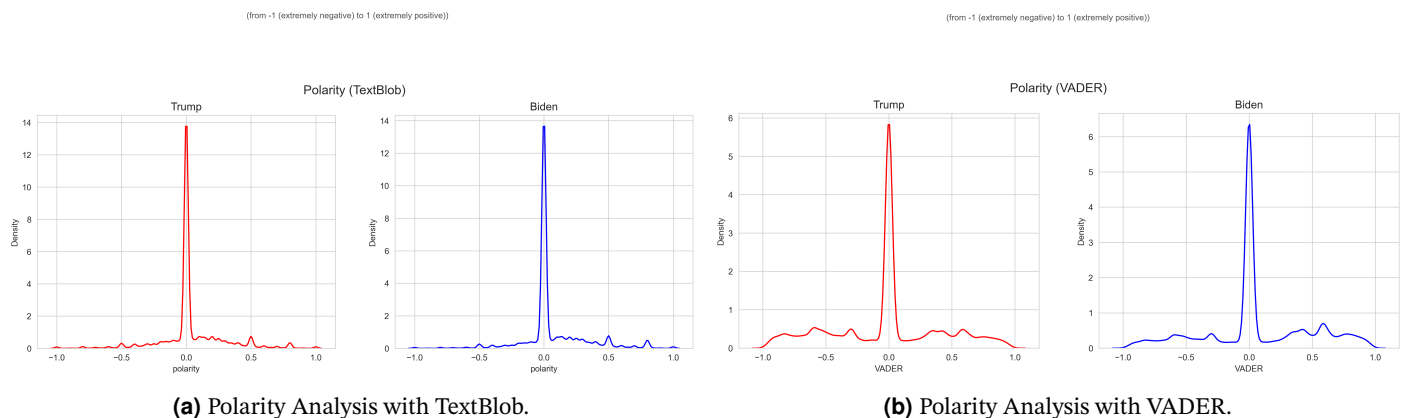 (from -1 (extremely negative) to 1 (extremely positive))
Polarity (TextBlob)
Trump
Biden
14
12
10
8
6
4
2
0
Density
−1.0 −0.5 0.0 0.5 1.0
polarity
14
12
10
8
6
4
2
0
Density
−1.0 −0.5 0.0 0.5 1.0
polarity
(a) Polarity Analysis with TextBlob.
(from -1 (extremely negative) to 1 (extremely positive))
Polarity (VADER)
Trump
Biden
6
5
4
3
2
1
0
Density
−1.0 −0.5 0.0 0.5 1.0
VADER
6
5
4
3
2
1
0
Density
−1.0 −0.5 0.0 0.5 1.0
VADER
(b) Polarity Analysis with VADER.